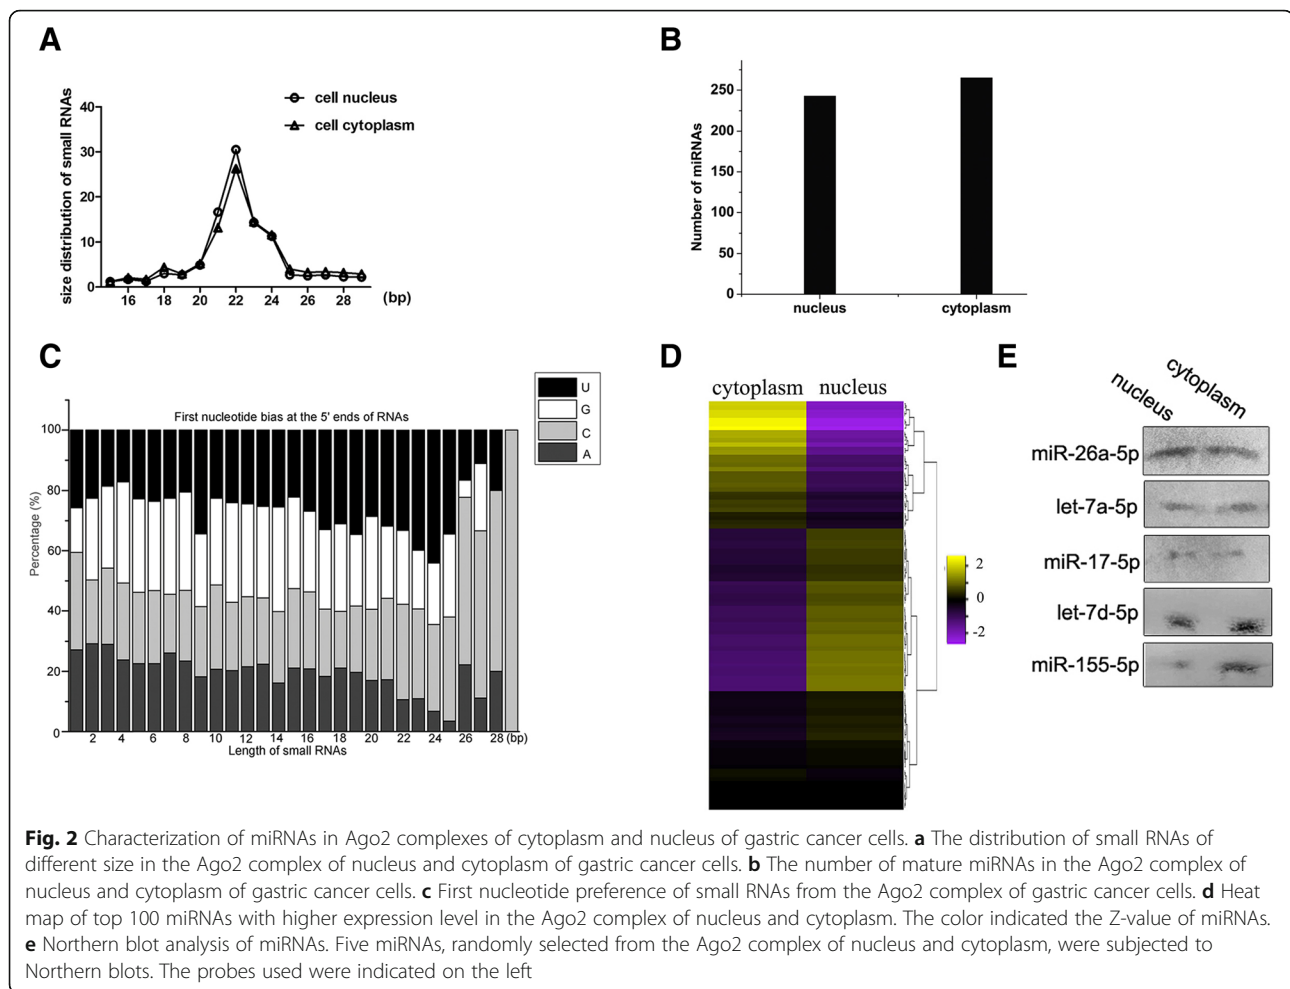 A
cell nucleus
cell cytoplasm
size distribution of small RNAs
40
30
20
10
0
16 18 20 22 24 26 28 (bp)
B
Number of miRNAs
250
200
150
100
50
0
nucleus cytoplasm
C
U
G
C
A
First nucleotide bias at the 5' ends of RNAs
Percentage (%)
100
80
60
40
20
0
2 4 6 8 10 12 14 16 18 20 22 24 26 28 (bp)
Length of small RNAs
D
cytoplasm nucleus
2
0
-2
E
nucleus
cytoplasm
miR-26a-5p
let-7a-5p
miR-17-5p
let-7d-5p
miR-155-5p
Fig. 2 Characterization of miRNAs in Ago2 complexes of cytoplasm and nucleus of gastric cancer cells. a The distribution of small RNAs of
different size in the Ago2 complex of nucleus and cytoplasm of gastric cancer cells. b The number of mature miRNAs in the Ago2 complex of
nucleus and cytoplasm of gastric cancer cells. c First nucleotide preference of small RNAs from the Ago2 complex of gastric cancer cells. d Heat
map of top 100 miRNAs with higher expression level in the Ago2 complex of nucleus and cytoplasm. The color indicated the Z-value of miRNAs.
e Northern blot analysis of miRNAs. Five miRNAs, randomly selected from the Ago2 complex of nucleus and cytoplasm, were subjected to
Northern blots. The probes used were indicated on the left